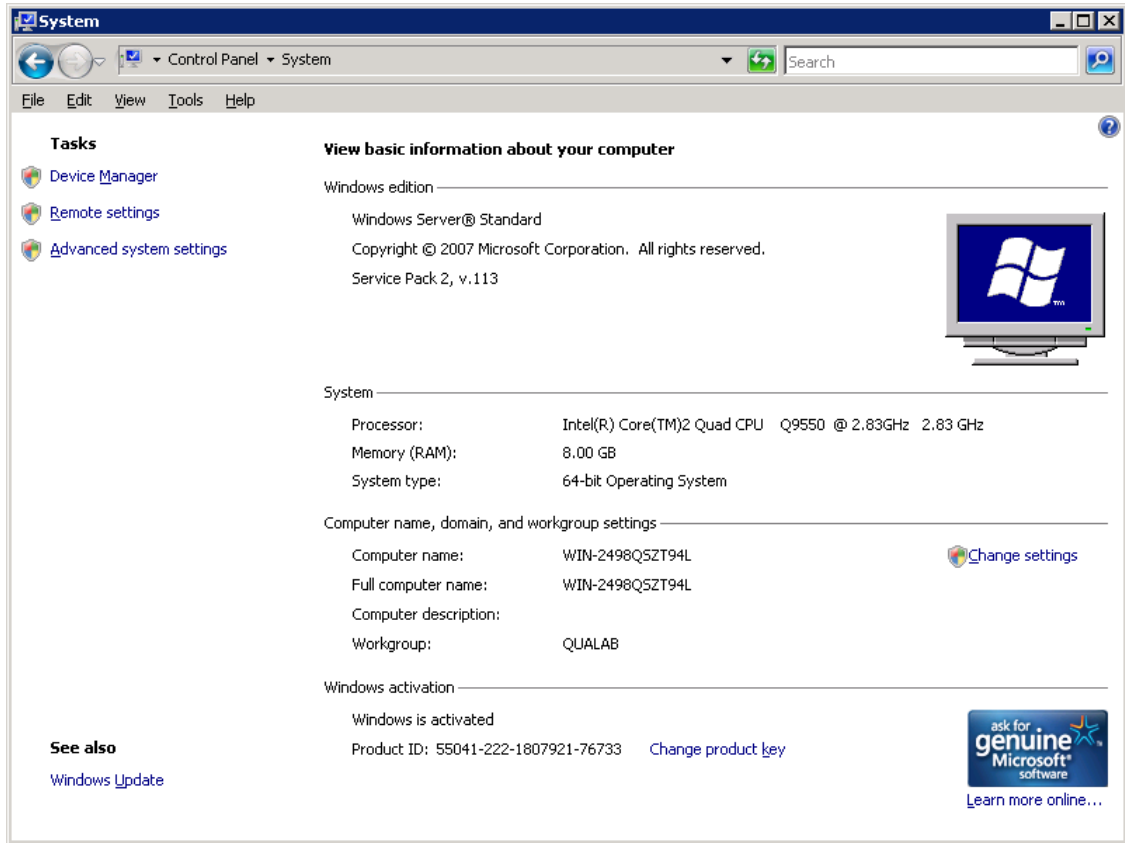 System
Control Panel System
Search
File Edit View Tools Help
Tasks
Device Manager
Remote settings
Advanced system settings
View basic information about your computer
Windows edition
Windows Server® Standard
Copyright © 2007 Microsoft Corporation. All rights reserved.
Service Pack 2, v.113
TM
System
Processor: Intel(R) Core(TM)2 Quad CPU Q9550 @ 2.83GHz 2.83 GHz
Memory (RAM): 8.00 GB
System type: 64-bit Operating System
Computer name, domain, and workgroup settings
Computer name: WIN-2498QSZT94L
Change settings
Full computer name: WIN-2498QSZT94L
Computer description:
Workgroup: QUALAB
Windows activation
Windows is activated
Product ID: 55041-222-1807921-76733 Change product key
ask for
genuine
Microsoft®
software
Learn more online...
See also
Windows Update